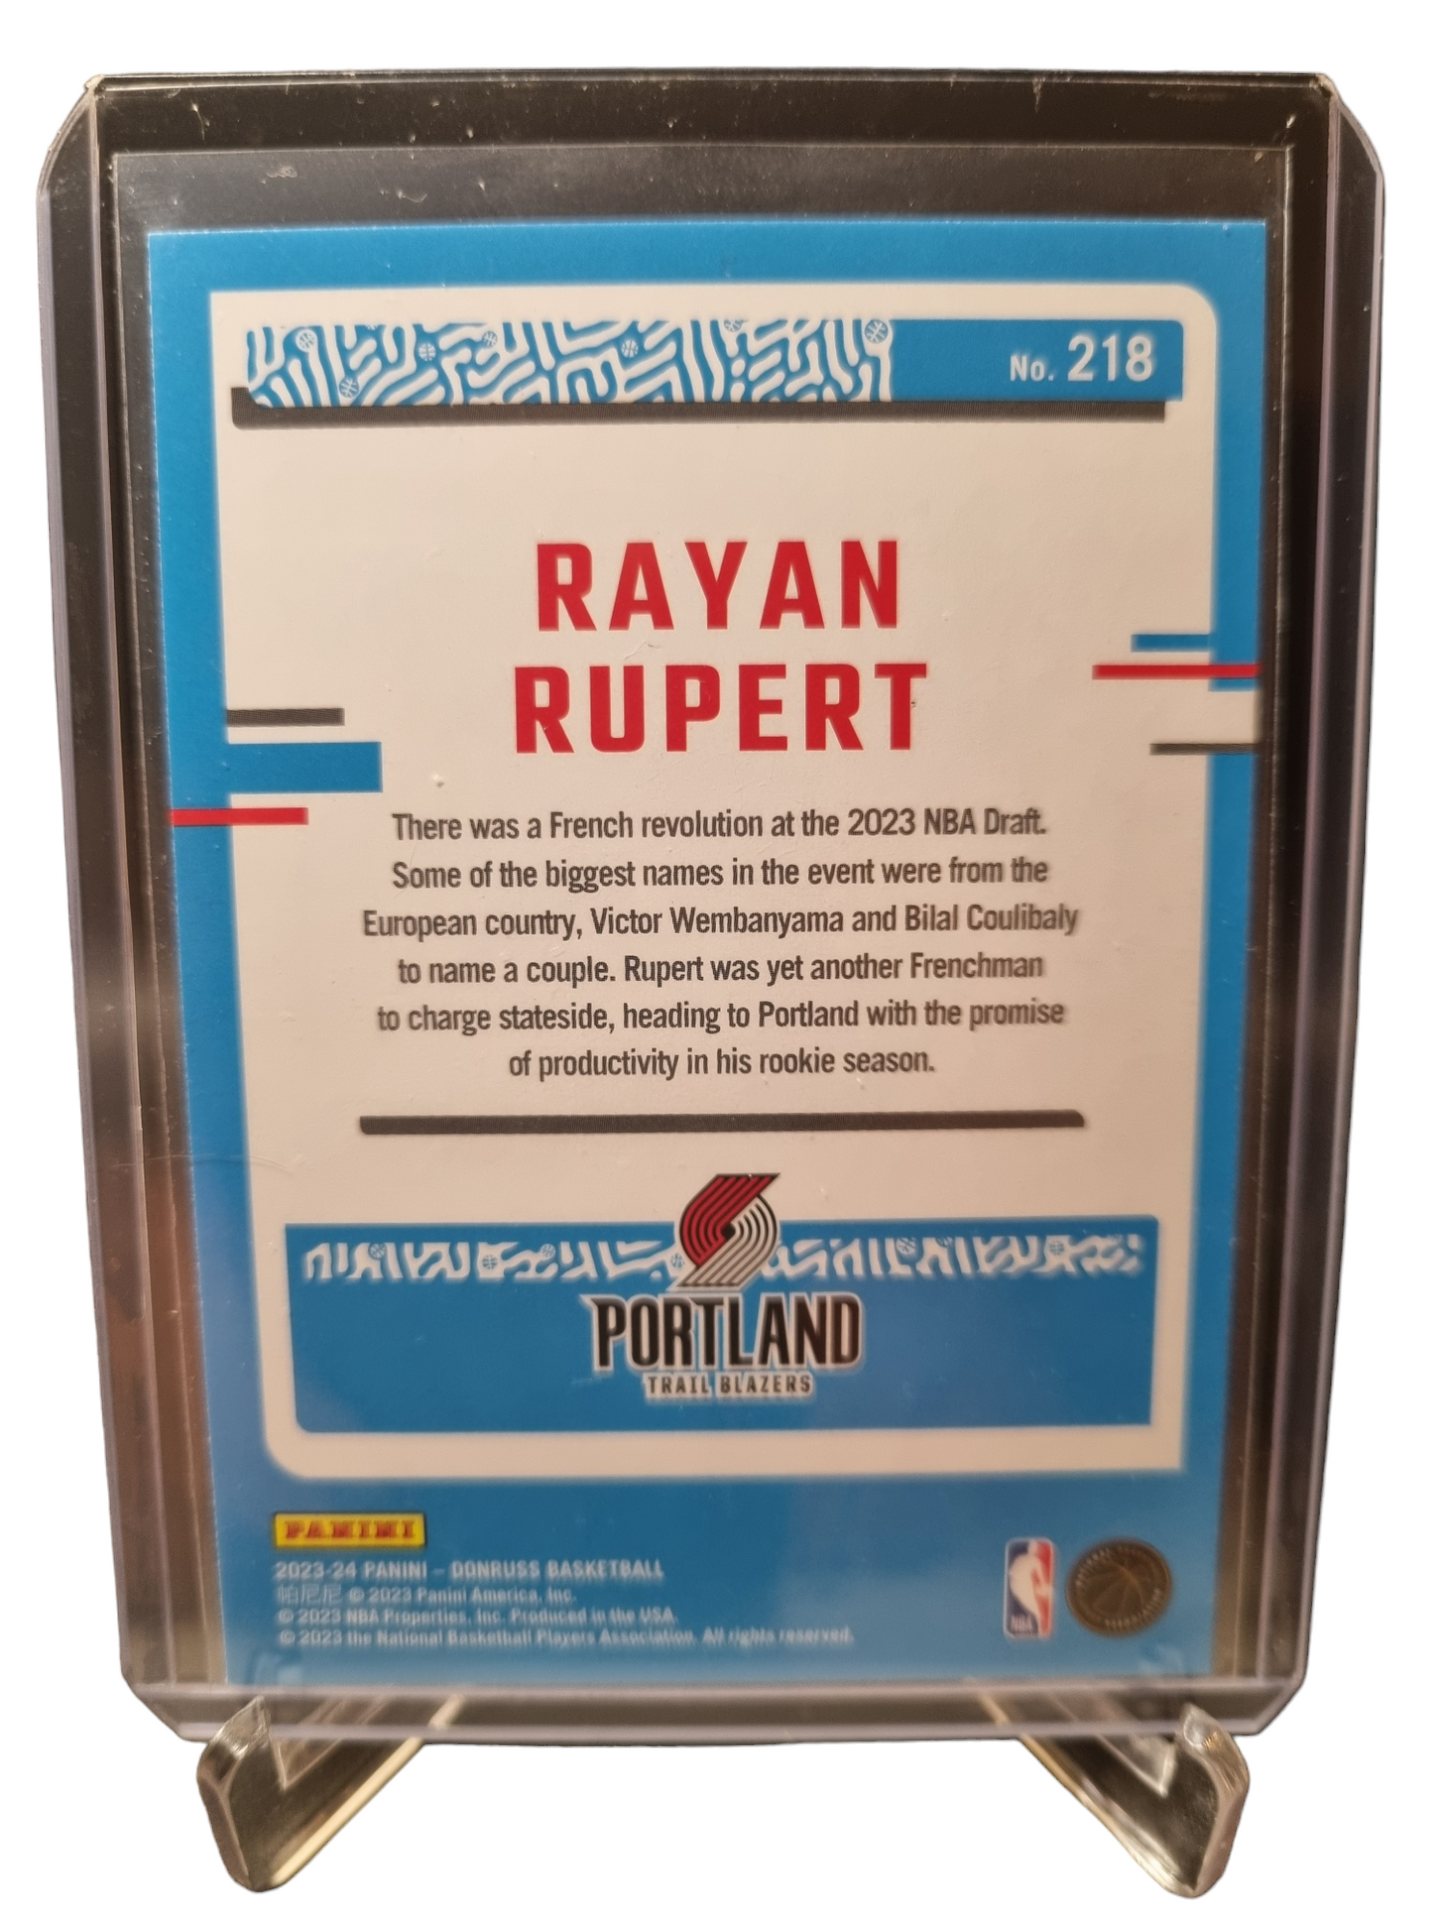 No. 218
RAYAN
RUPERT
There was a French revolution at the 2023 NBA Draft.
Some of the biggest names in the event were from the
European country, Victor Wembanyama and Bilal Coulibaly
to name a couple. Rupert was yet another Frenchman
to charge stateside, heading to Portland with the promise
of productivity in his rookie season.
PORTLAND
TRAIL BLAZERS
PANINI
2023-24 PANINI – DONRUSS BASKETBALL
帕尼尼 © 2023 Panini America, Inc.
© 2023 NBA Properties, Inc. Produced in the USA.
© 2023 the National Basketball Players Association. All rights reserved.
NBA